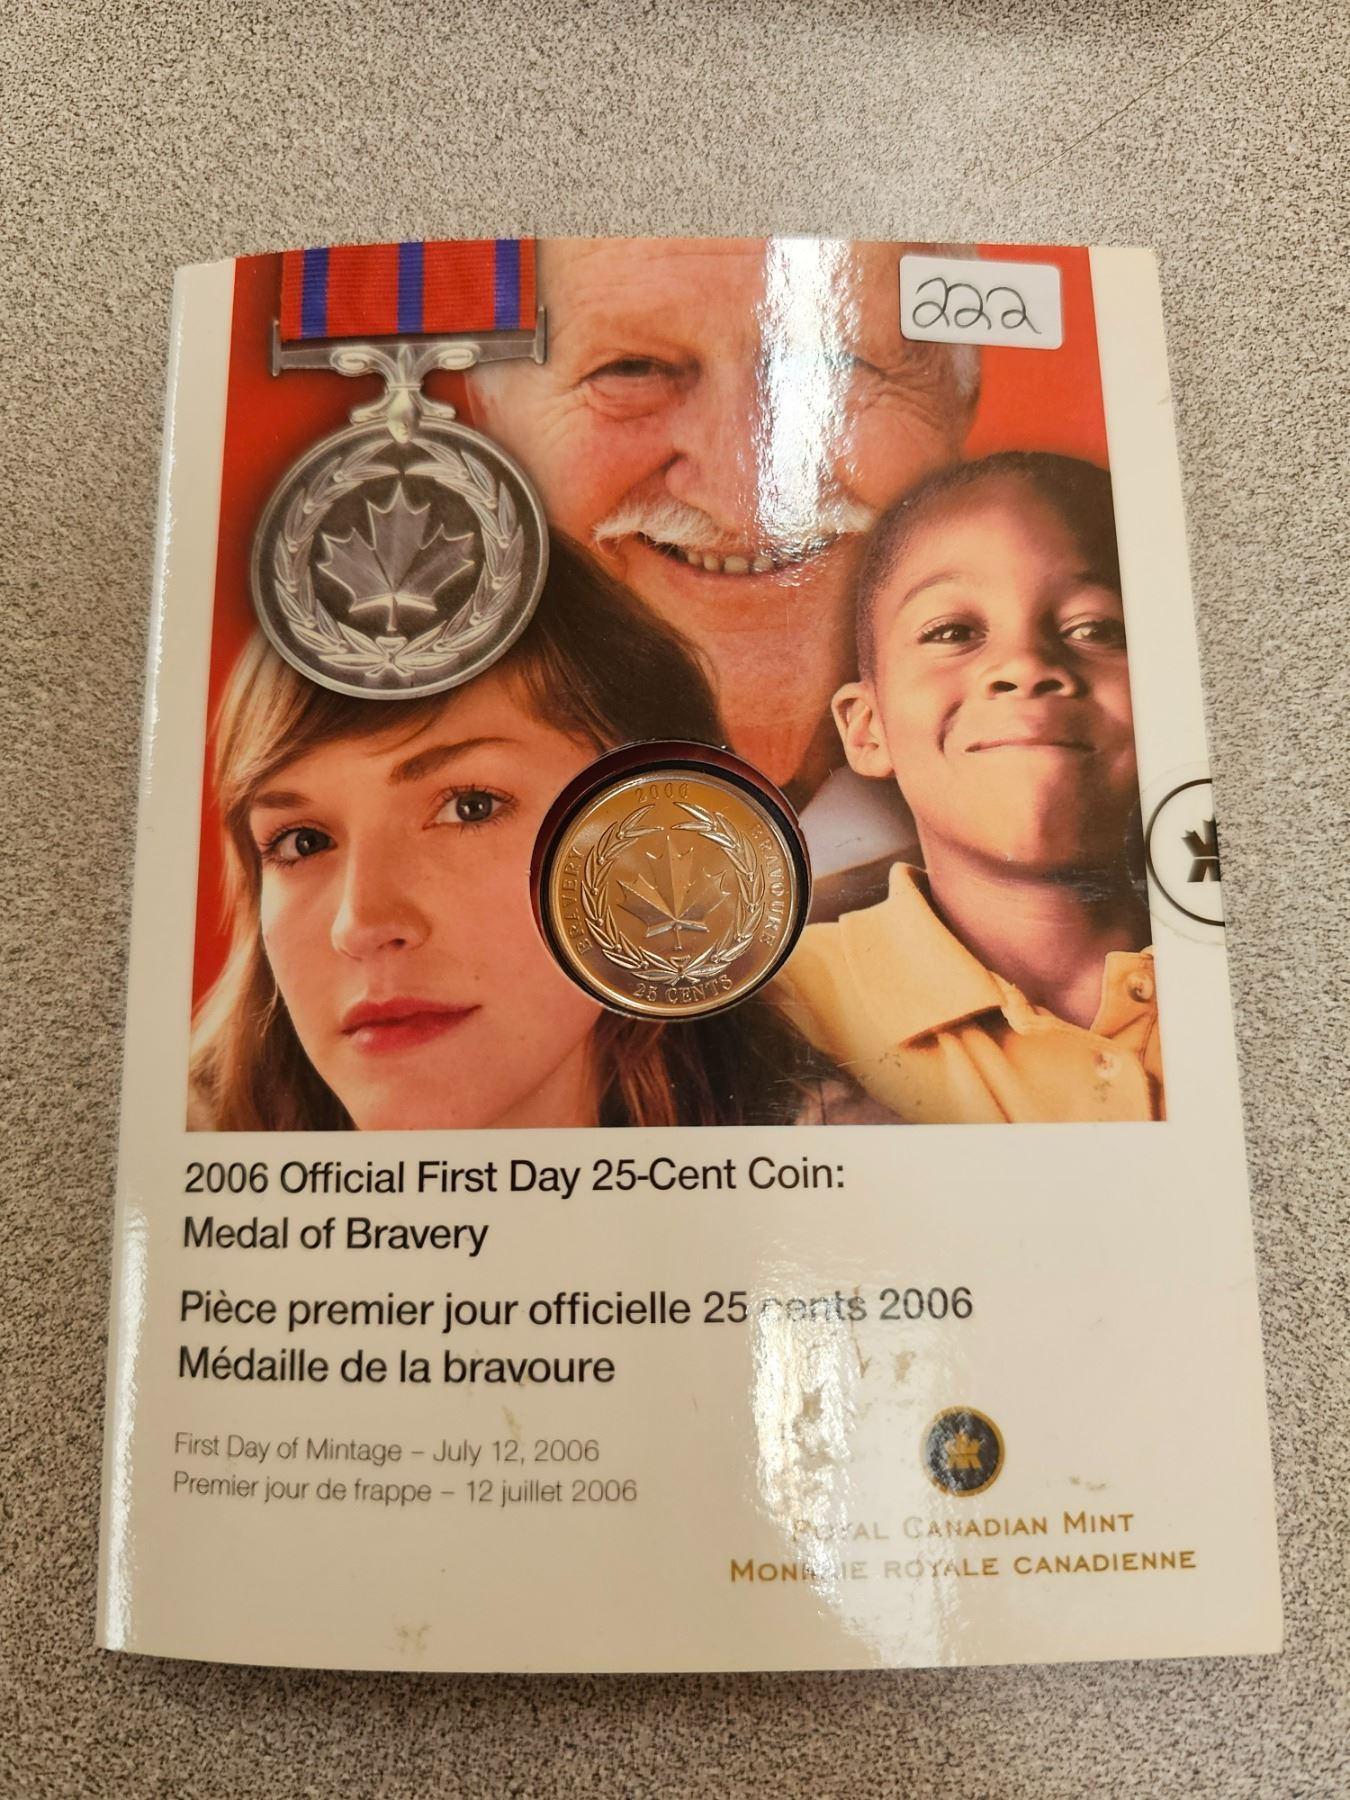 222
2006
BRAVERY
BRAVOURE
25 CENTS
2006 Official First Day 25-Cent Coin:
Medal of Bravery
Pièce premier jour officielle 25 cents 2006
Médaille de la bravoure
First Day of Mintage – July 12, 2006
Premier jour de frappe – 12 juillet 2006
ROYAL CANADIAN MINT
MONNAIE ROYALE CANADIENNE